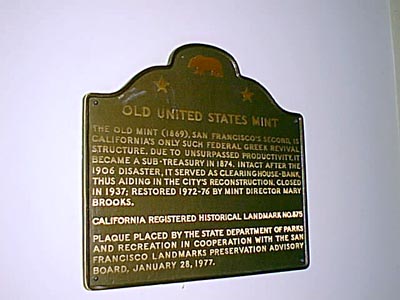 OLD UNITED STATES MINT
THE OLD MINT (1869), SAN FRANCISCO'S SECOND, IS
CALIFORNIA'S ONLY SUCH FEDERAL GREEK REVIVAL
STRUCTURE. DUE TO UNSURPASSED PRODUCTIVITY, IT
BECAME A SUB-TREASURY IN 1874. INTACT AFTER THE
1906 DISASTER, IT SERVED AS CLEARINGHOUSE-BANK,
THUS AIDING IN THE CITY'S RECONSTRUCTION. CLOSED
IN 1937; RESTORED 1972-76 BY MINT DIRECTOR MARY
BROOKS.
CALIFORNIA REGISTERED HISTORICAL LANDMARK NO.875
PLAQUE PLACED BY THE STATE DEPARTMENT OF PARKS
AND RECREATION IN COOPERATION WITH THE SAN
FRANCISCO LANDMARKS PRESERVATION ADVISORY
BOARD, JANUARY 28, 1977.